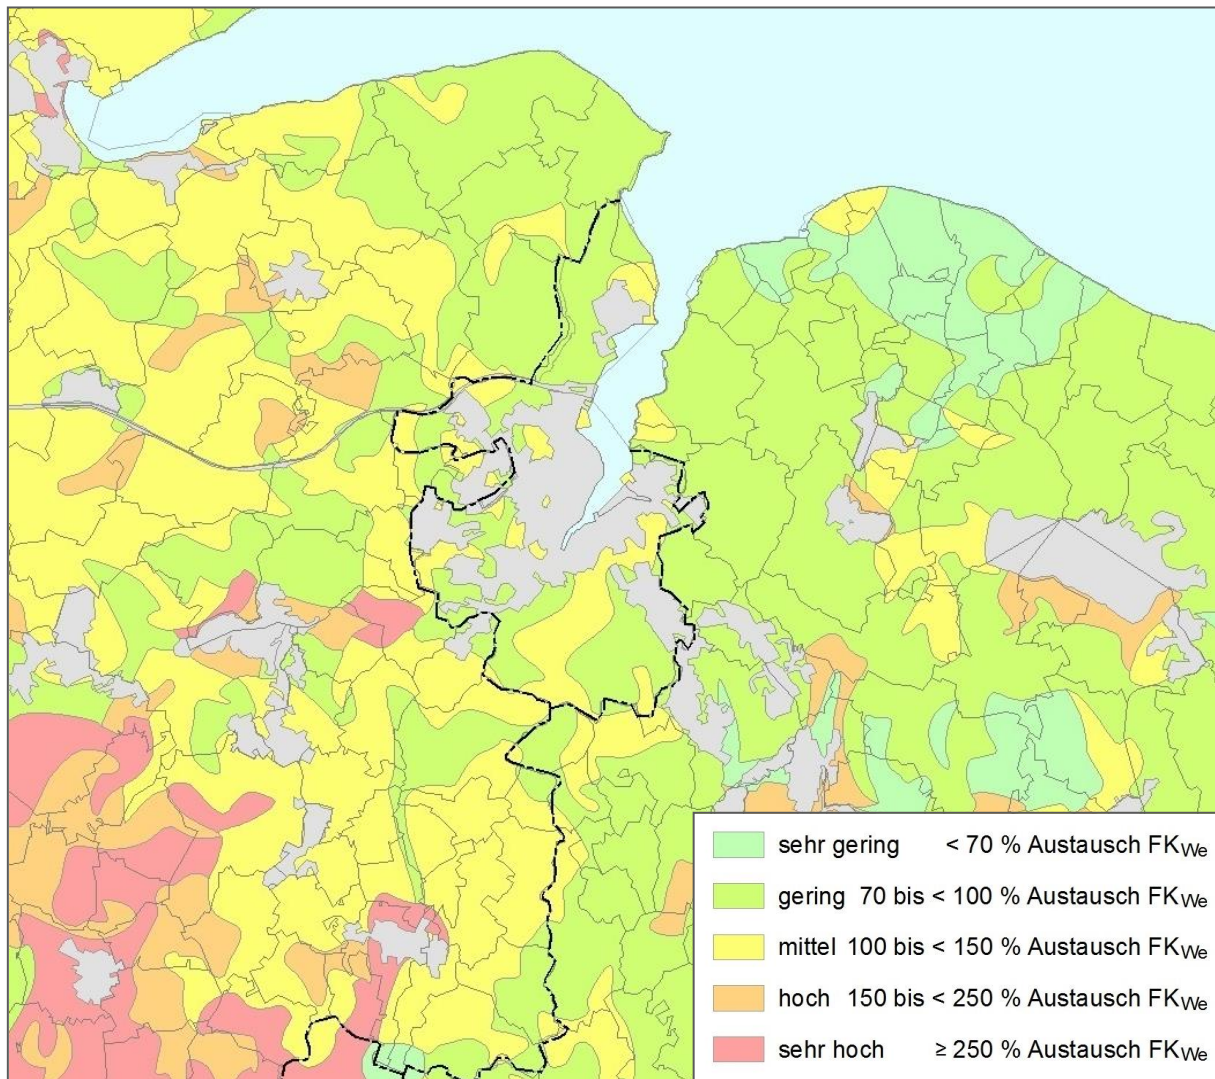 sehr gering < 70 % Austausch FKWe
gering 70 bis < 100 % Austausch FKWe
mittel 100 bis < 150 % Austausch FKWe
hoch 150 bis < 250 % Austausch FKWe
sehr hoch ≥ 250 % Austausch FKWe